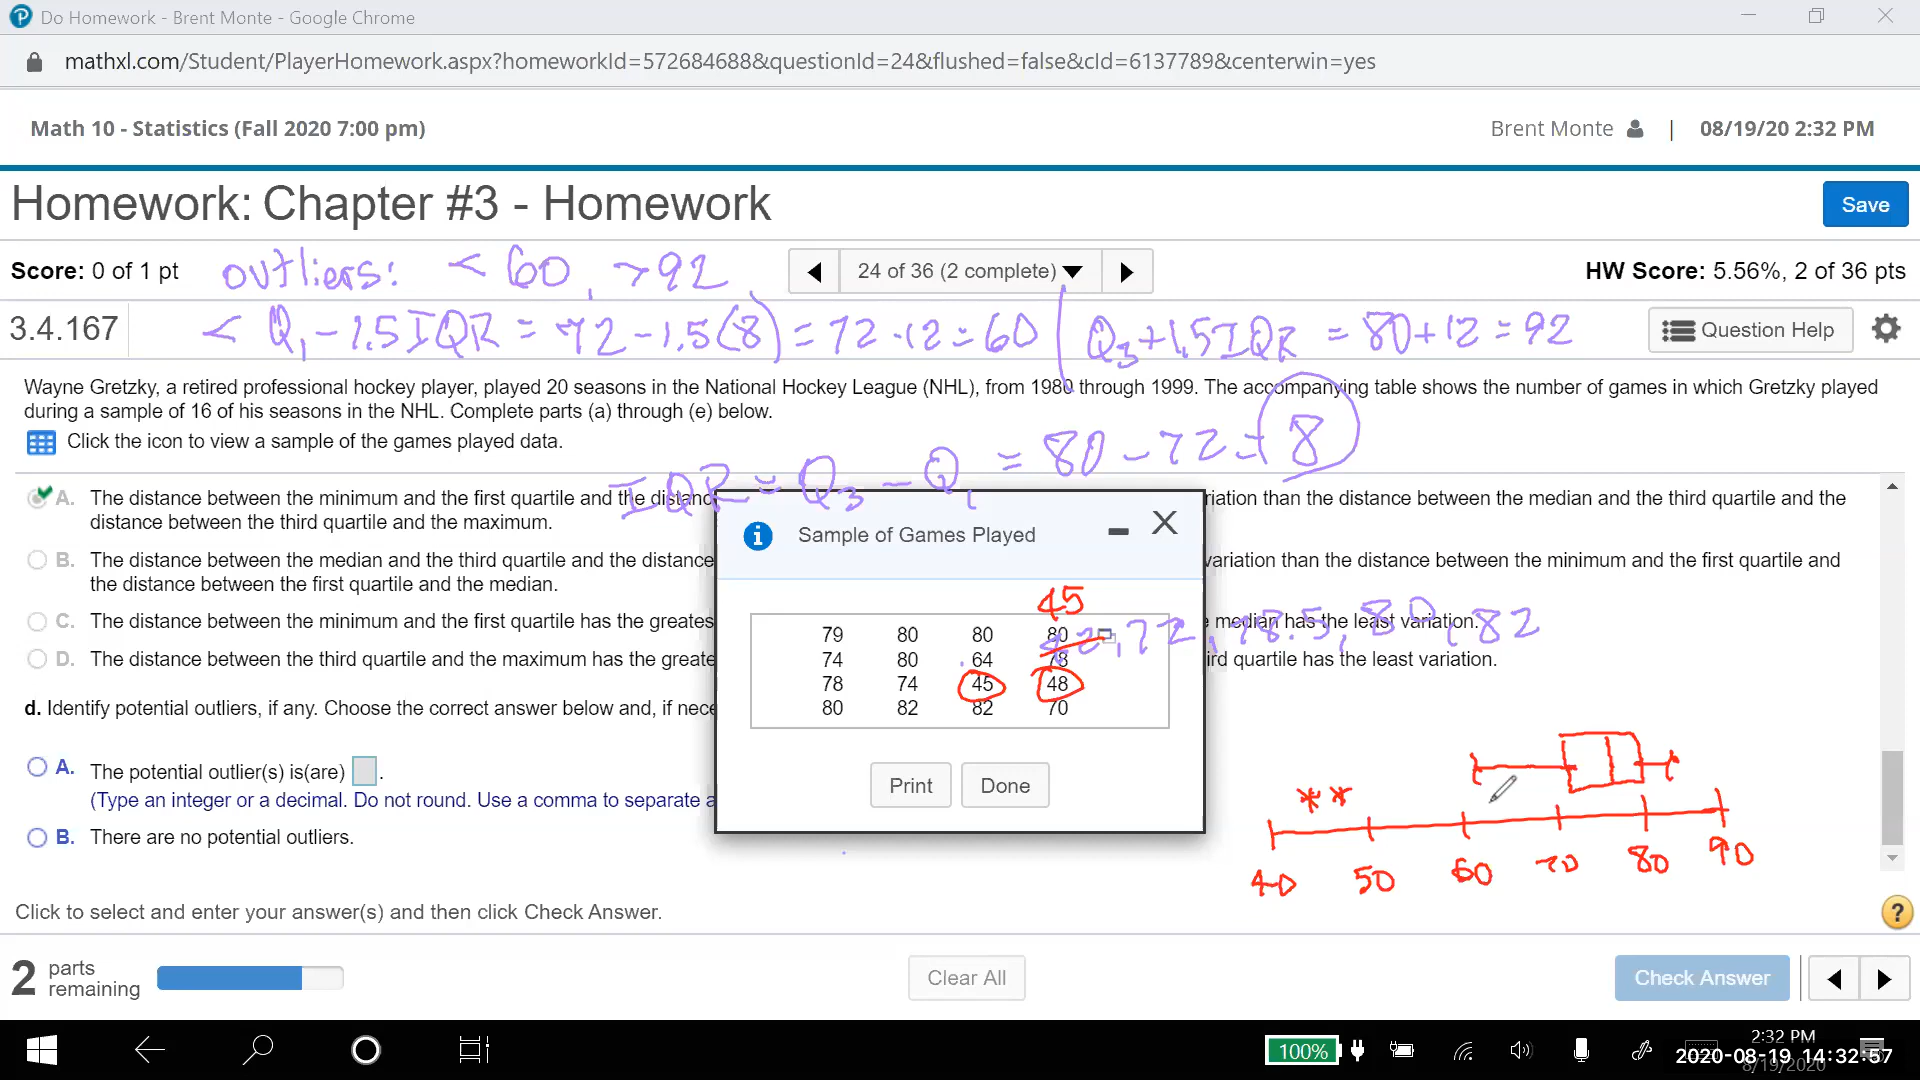 Do Homework - Brent Monte - Google Chrome
mathxl.com/Student/PlayerHomework.aspx?homeworkId=572684688&questionId=24&flushed=false&cId=6137789&centerwin=yes
Math 10 - Statistics (Fall 2020 7:00 pm)
Brent Monte | 08/19/20 2:32 PM
Homework: Chapter #3 - Homework
Save
Score: 0 of 1 pt
outliers: < 60, >92
24 of 36 (2 complete)
HW Score: 5.56%, 2 of 36 pts
3.4.167
< Q1 - 1.5IQR = 72 - 1.5(8) = 72 - 12 = 60 | Q3 + 1.5IQR = 80 + 12 = 92
Question Help
Wayne Gretzky, a retired professional hockey player, played 20 seasons in the National Hockey League (NHL), from 1980 through 1999. The accompanying table shows the number of games in which Gretzky played
during a sample of 16 of his seasons in the NHL. Complete parts (a) through (e) below.
Click the icon to view a sample of the games played data.
IQR = Q3 - Q1 = 80 - 72 = 8
A. The distance between the minimum and the first quartile and the distanc
riation than the distance between the median and the third quartile and the
distance between the third quartile and the maximum.
B. The distance between the median and the third quartile and the distance
variation than the distance between the minimum and the first quartile and
the distance between the first quartile and the median.
C. The distance between the minimum and the first quartile has the greates
median has the least variation.
D. The distance between the third quartile and the maximum has the greate
rd quartile has the least variation.
Sample of Games Played
45
79 80 80 80
74 80 64 78
78 74 45 48
80 82 82 70
72, 78.5, 80, 82
Print
Done
d. Identify potential outliers, if any. Choose the correct answer below and, if nece
A. The potential outlier(s) is(are) .
(Type an integer or a decimal. Do not round. Use a comma to separate a
B. There are no potential outliers.
* *
40 50 60 70 80 90
Click to select and enter your answer(s) and then click Check Answer.
?
2 parts
remaining
Clear All
Check Answer
100%
2:32 PM
2020-08-19 14:32:57